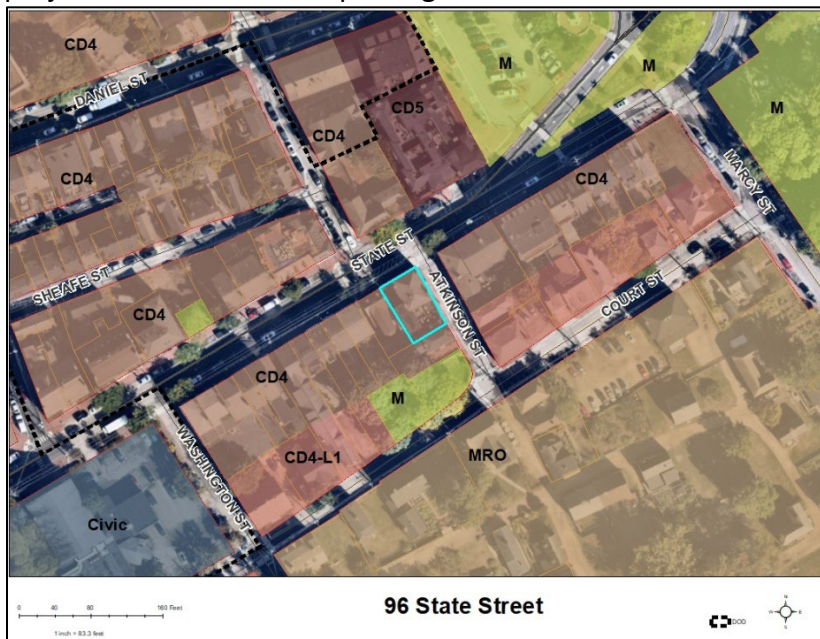 CD4
DANIEL ST
M
M
CD5
M
CD4
CD4
CD4
MARCY ST
STATE ST
SHEAFE ST
ATKINSON ST
COURT ST
CD4
CD4
M
WASHINGTON ST
CD4-L1
MRO
Civic
96 State Street
0 40 80 160 Feet
1 inch = 83.3 feet
DOD
N
W E
S